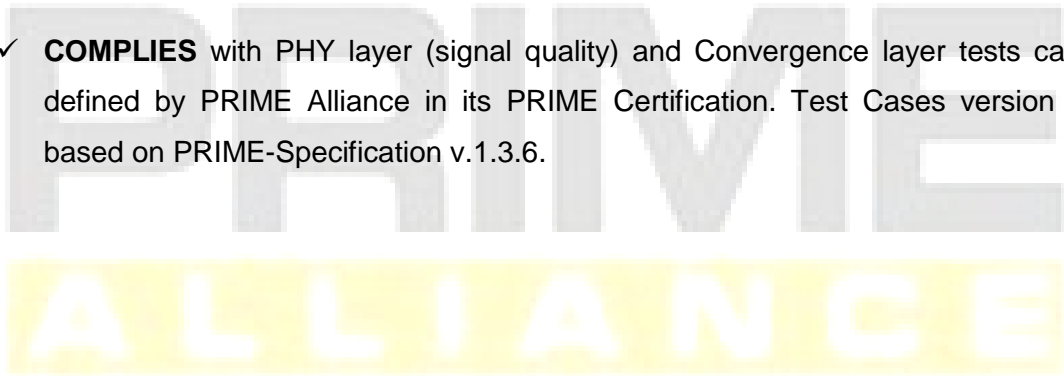 ✓ COMPLIES with PHY layer (signal quality) and Convergence layer tests ca
defined by PRIME Alliance in its PRIME Certification. Test Cases version
based on PRIME-Specification v.1.3.6.
PRIME
ALLIANCE